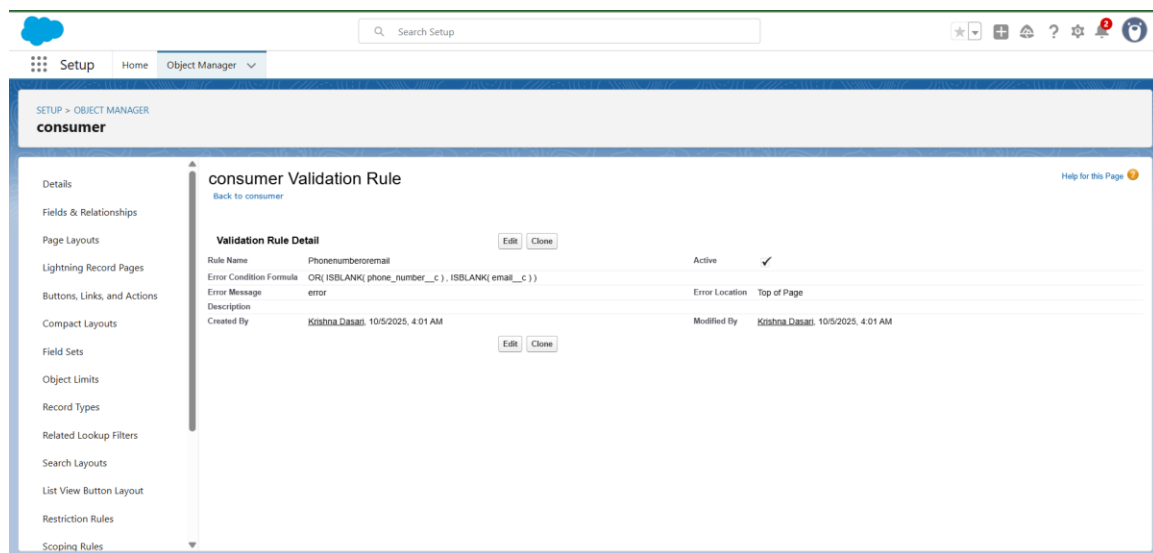 Search Setup
2
Setup Home Object Manager
SETUP > OBJECT MANAGER
consumer
Details
Fields & Relationships
Page Layouts
Lightning Record Pages
Buttons, Links, and Actions
Compact Layouts
Field Sets
Object Limits
Record Types
Related Lookup Filters
Search Layouts
List View Button Layout
Restriction Rules
Scoping Rules
consumer Validation Rule
Help for this Page
Back to consumer
Validation Rule Detail Edit Clone
Rule Name Phonenumberoremail Active ✓
Error Condition Formula OR( ISBLANK( phone_number__c ) , ISBLANK( email__c ) )
Error Message error Error Location Top of Page
Description
Created By Krishna Dasari, 10/5/2025, 4:01 AM Modified By Krishna Dasari, 10/5/2025, 4:01 AM
Edit Clone